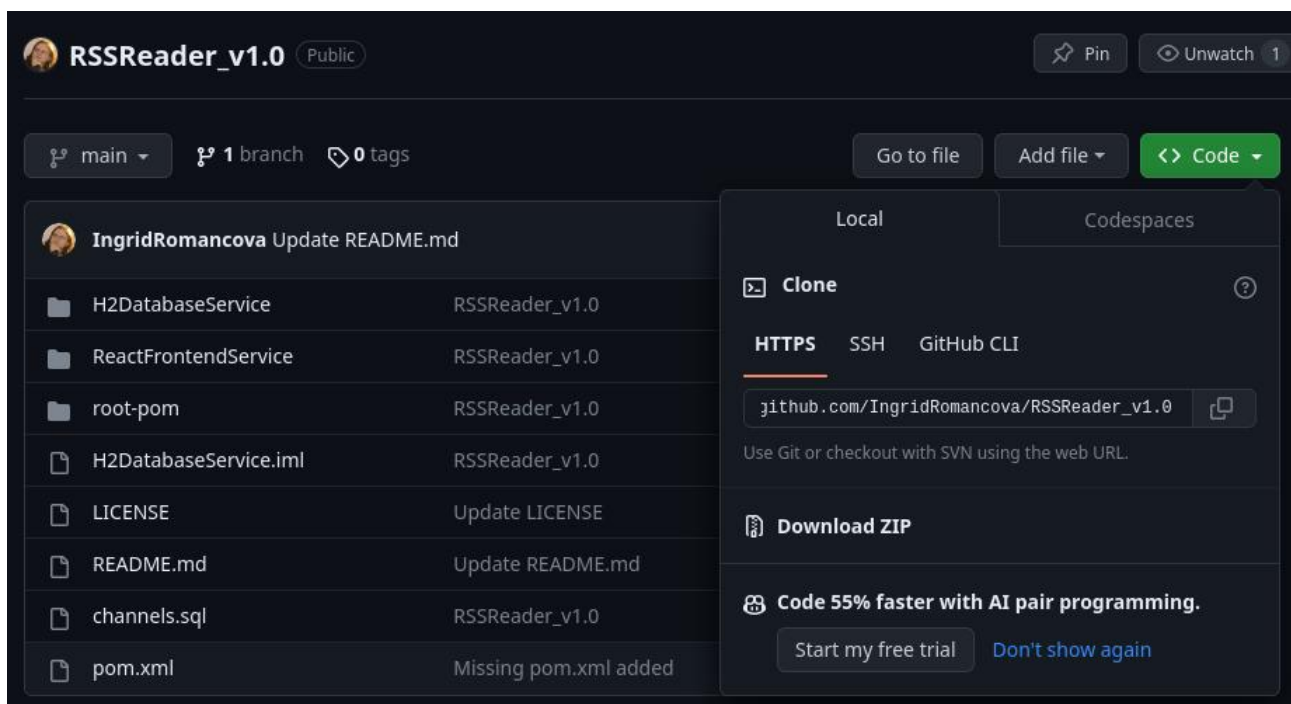 RSSReader_v1.0 Public Pin Unwatch 1
main 1 branch 0 tags Go to file Add file <> Code
IngridRomancova Update README.md
H2DatabaseService RSSReader_v1.0
ReactFrontendService RSSReader_v1.0
root-pom RSSReader_v1.0
H2DatabaseService.iml RSSReader_v1.0
LICENSE Update LICENSE
README.md Update README.md
channels.sql RSSReader_v1.0
pom.xml Missing pom.xml added
Local Codespaces
Clone
HTTPS SSH GitHub CLI
github.com/IngridRomancova/RSSReader_v1.0
Use Git or checkout with SVN using the web URL.
Download ZIP
Code 55% faster with AI pair programming.
Start my free trial Don't show again